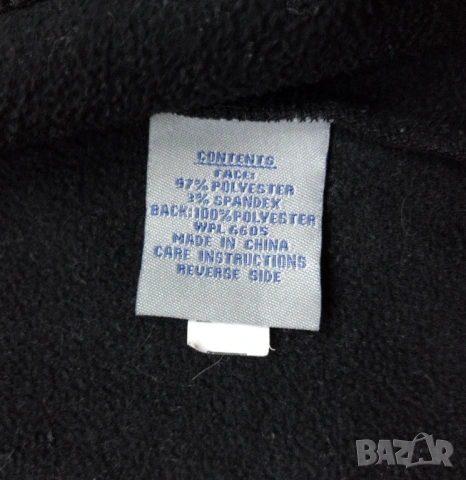 CONTENTS
FACE:
97% POLYESTER
3% SPANDEX
BACK:100%POLYESTER
WPL 6605
MADE IN CHINA
CARE INSTRUCTIONS
REVERSE SIDE
BAZAR